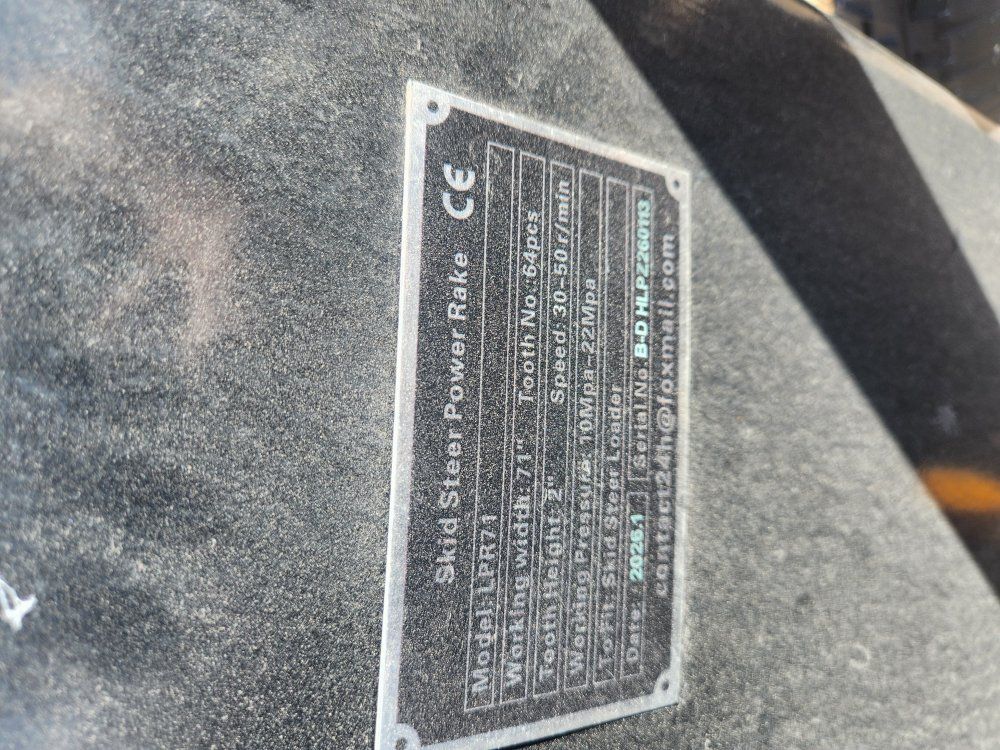 Skid Steer Power Rake CE
Model: LPR71
Working width: 71" Tooth No.:64pcs
Tooth Height: 2" Speed: 30-50r/min
Working Pressure: 10Mpa-22Mpa
To Fit: Skid Steer Loader
Date: 2026.1 Serial No. B-D HLPZ260113
contact24h@foxmail.com